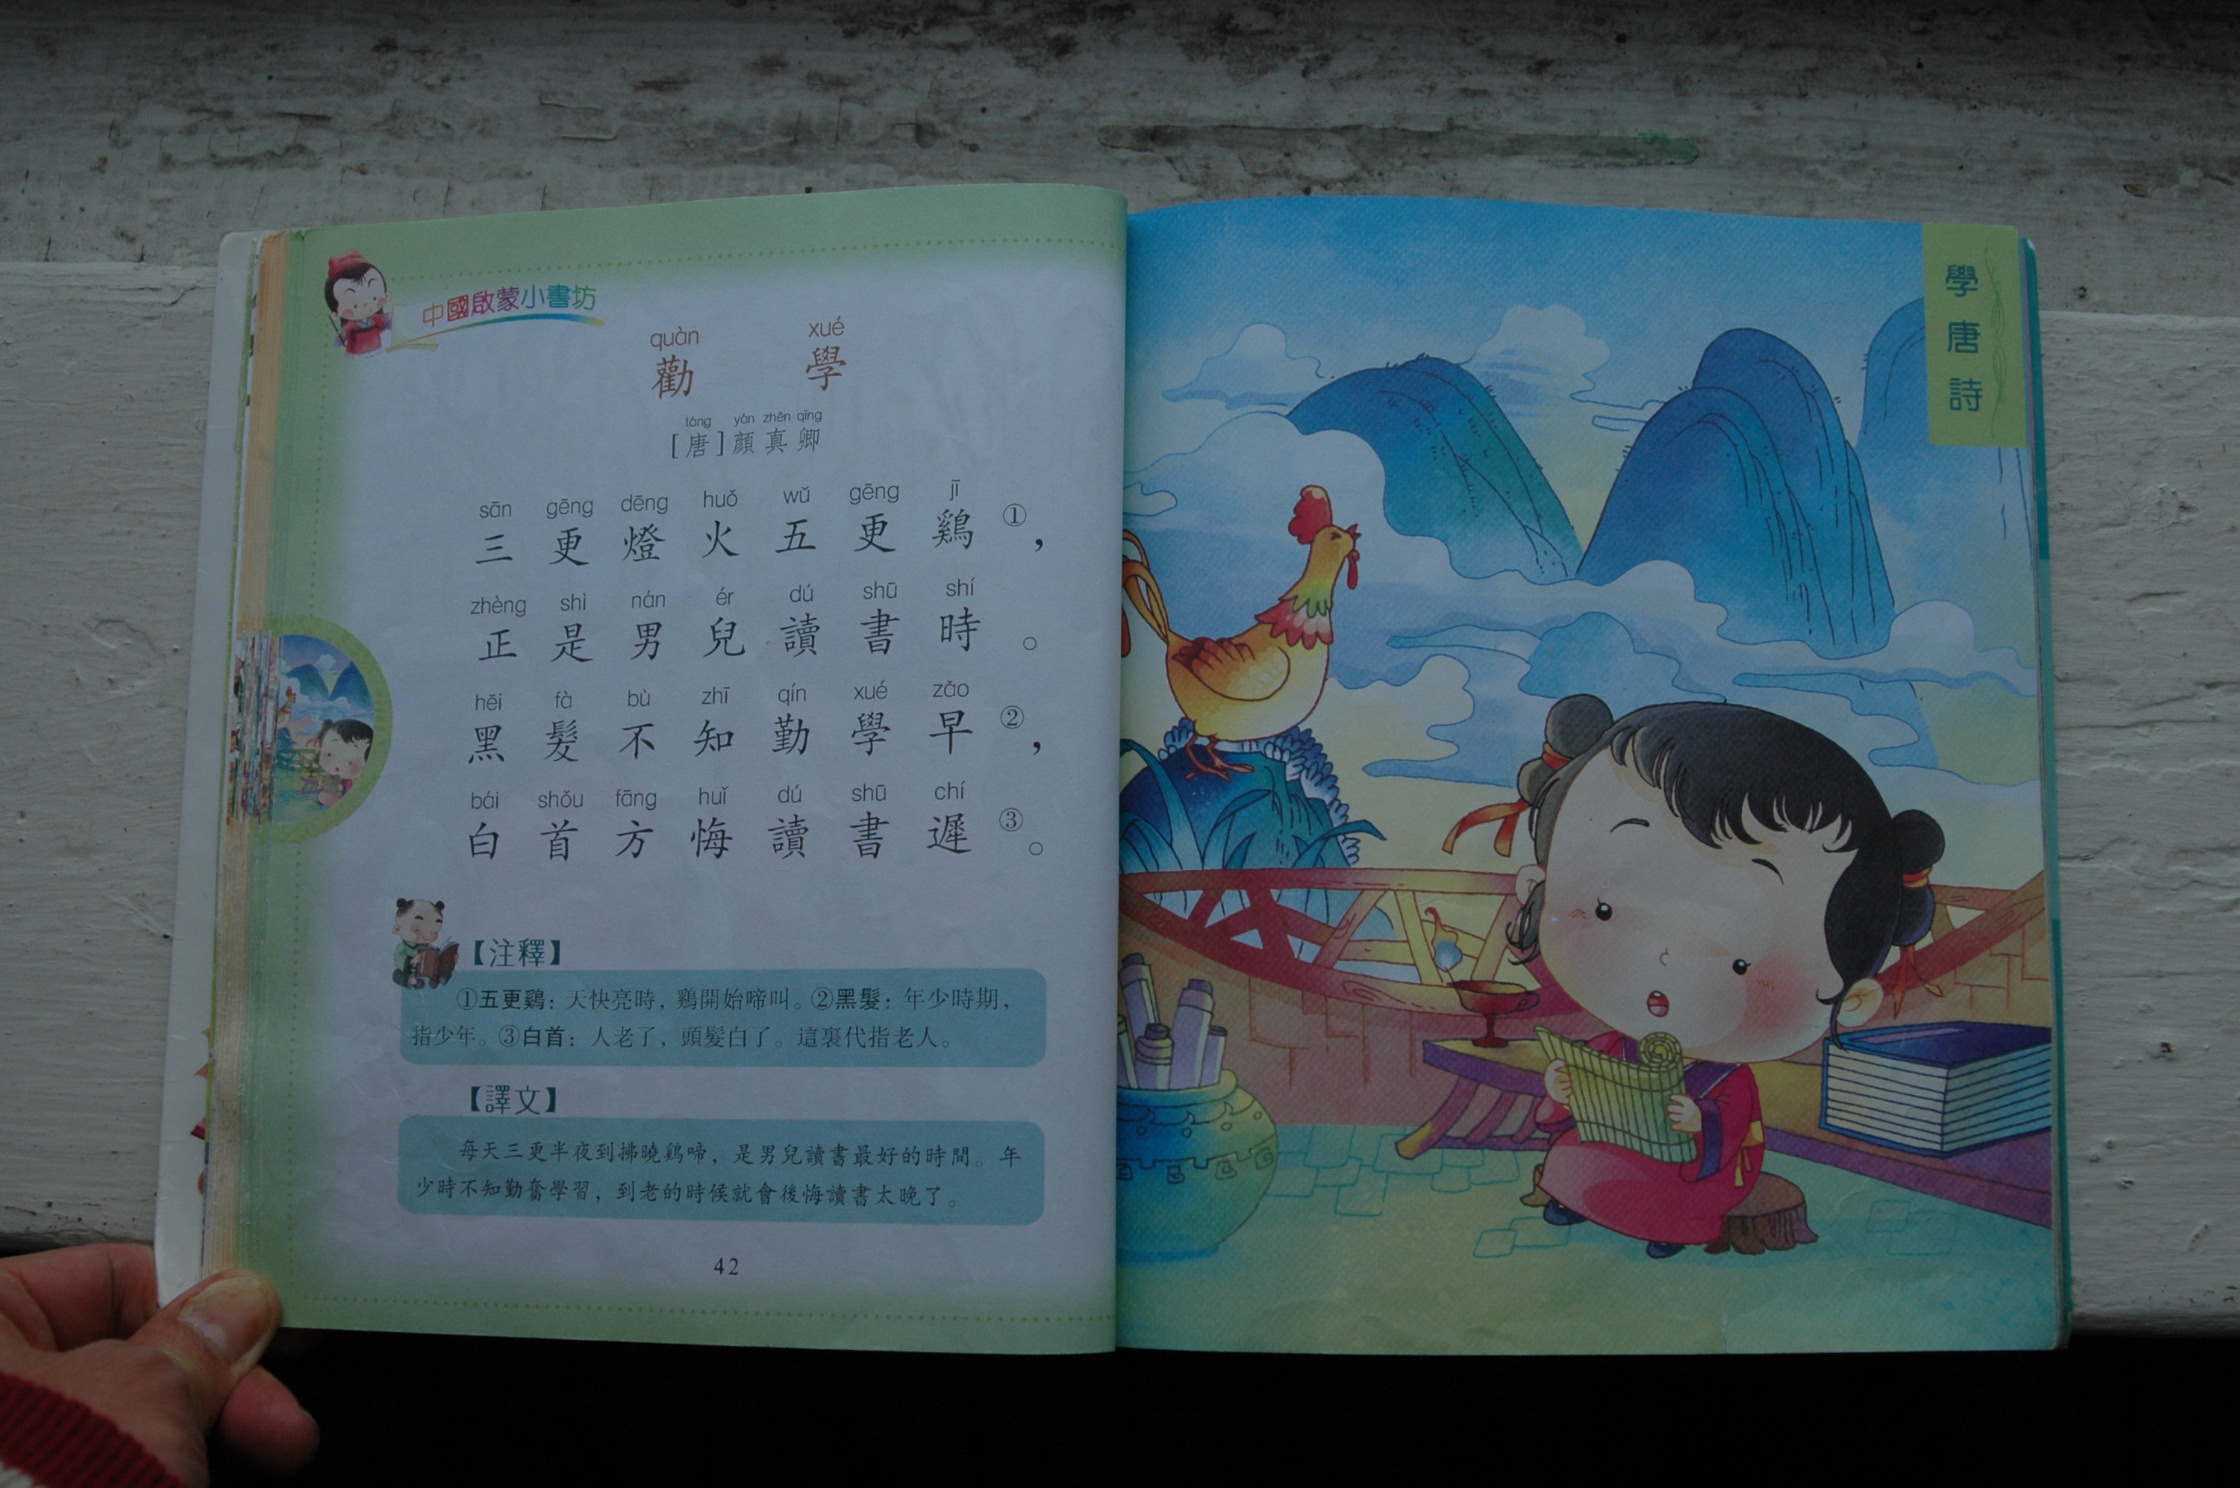 中國啟蒙小書坊
quàn xué
勸 學
táng yán zhēn qīng
[唐]顔真卿
sān gēng dēng huǒ wǔ gēng jī
三更燈火五更鷄①，
zhèng shì nán ér dú shū shí
正是男兒讀書時。
hēi fà bù zhī qín xué zǎo
黑髮不知勤學早②，
bái shǒu fāng huǐ dú shū chí
白首方悔讀書遲③。
【注釋】
①五更鷄：天快亮時，鷄開始啼叫。②黑髮：年少時期，
指少年。③白首：人老了，頭髮白了。這裏代指老人。
【譯文】
每天三更半夜到拂曉鷄啼，是男兒讀書最好的時間。年
少時不知勤奮學習，到老的時候就會後悔讀書太晚了。
42
學唐詩